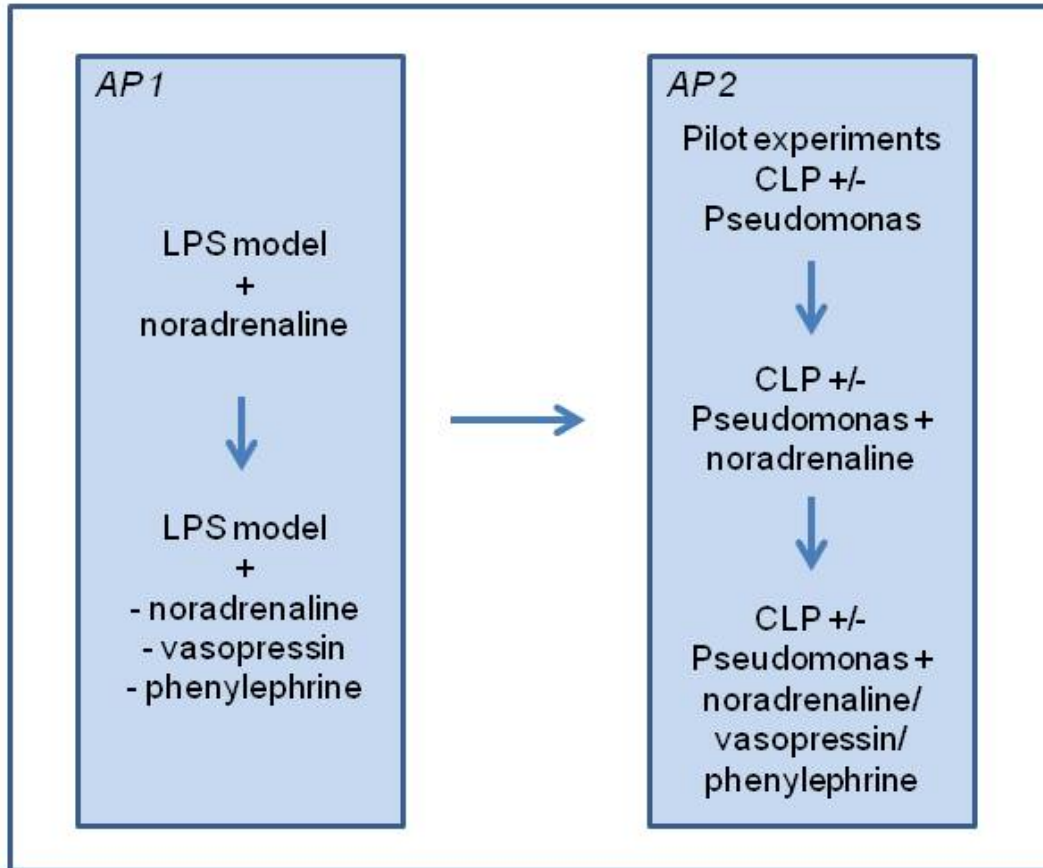 AP1
LPS model
+
noradrenaline
LPS model
+
- noradrenaline
- vasopressin
- phenylephrine
AP2
Pilot experiments
CLP +/-
Pseudomonas
CLP +/-
Pseudomonas +
noradrenaline
CLP +/-
Pseudomonas +
noradrenaline/
vasopressin/
phenylephrine